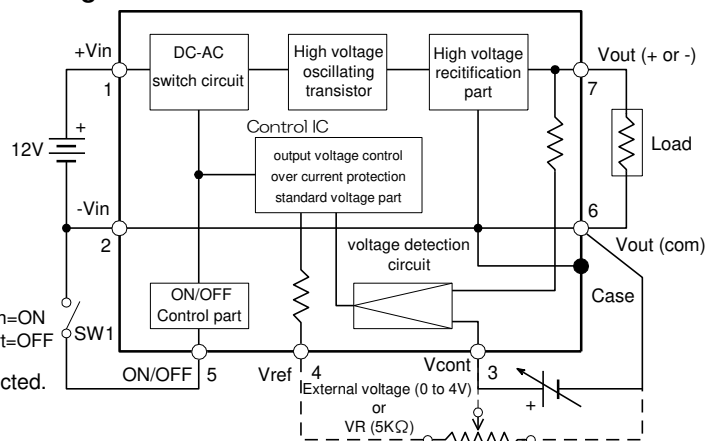 +Vin
1
DC-AC
switch circuit
High voltage
oscillating
transistor
High voltage
recitification
part
Vout (+ or -)
7
Control IC
output voltage control
over current protection
standard voltage part
+
12V
Load
-Vin
2
6
Vout (com)
voltage detection
circuit
Case
ON/OFF
Control part
=ON
=OFF
SW1
ON/OFF
5
Vref
4
Vcont
3
External voltage (0 to 4V)
or
VR (5KΩ)
+